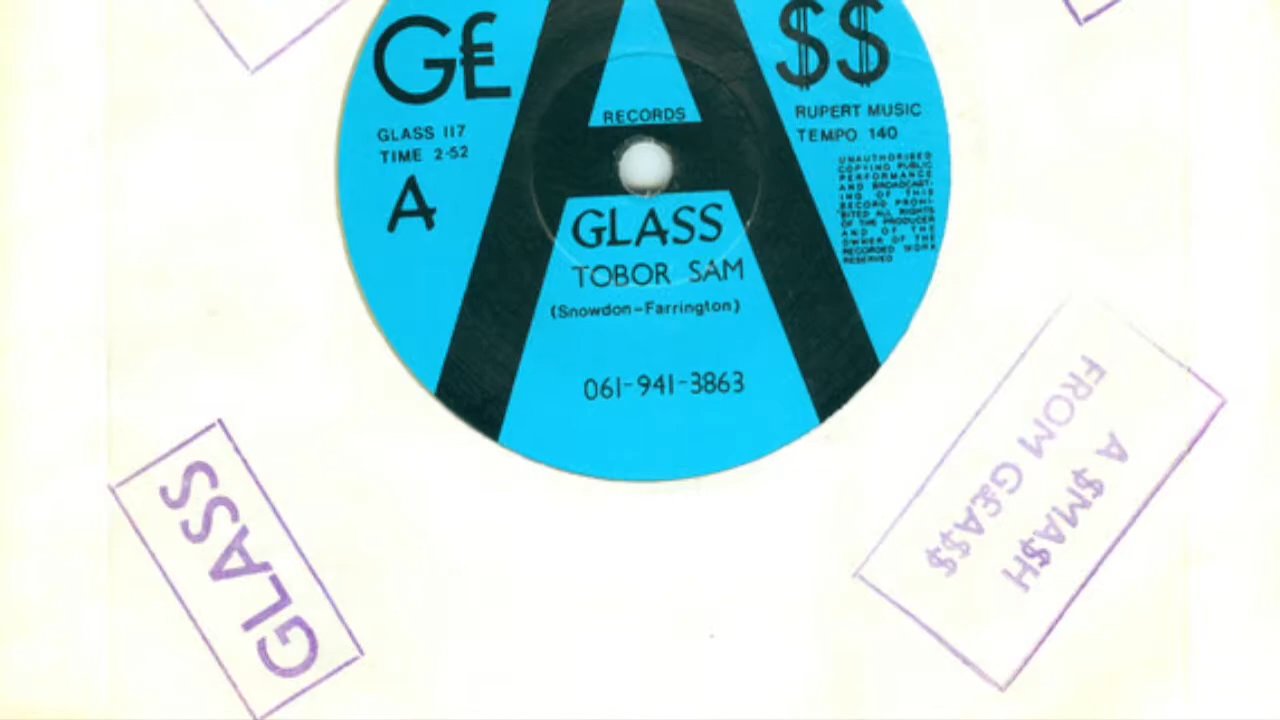 G£A$$
RECORDS
GLASS 117
TIME 2·52
A
RUPERT MUSIC
TEMPO 140
UNAUTHORISED
COPYING PUBLIC
PERFORMANCE
AND BROADCAST-
ING OF THIS
RECORD PROHI-
BITED ALL RIGHTS
OF THE PRODUCER
AND OF THE
OWNER OF THE
RECORDED WORK
RESERVED
GLASS
TOBOR SAM
(Snowdon-Farrington)
061-941-3863
GLASS
A $MA$H
FROM G£A$$